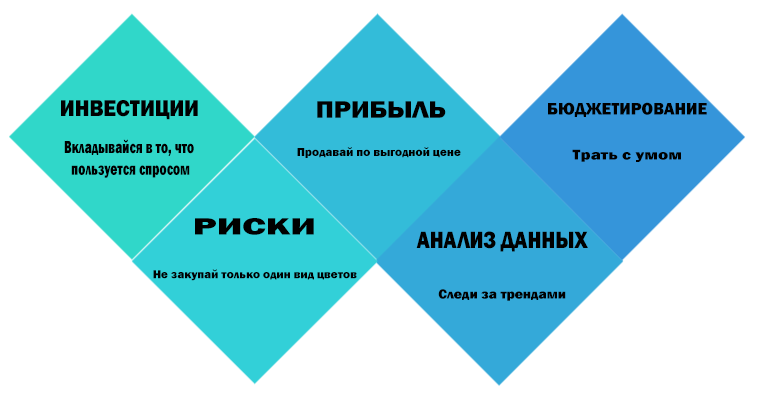 ИНВЕСТИЦИИ
Вкладывайся в то, что
пользуется спросом
РИСКИ
Не закупай только один вид цветов
ПРИБЫЛЬ
Продавай по выгодной цене
АНАЛИЗ ДАННЫХ
Следи за трендами
БЮДЖЕТИРОВАНИЕ
Трать с умом